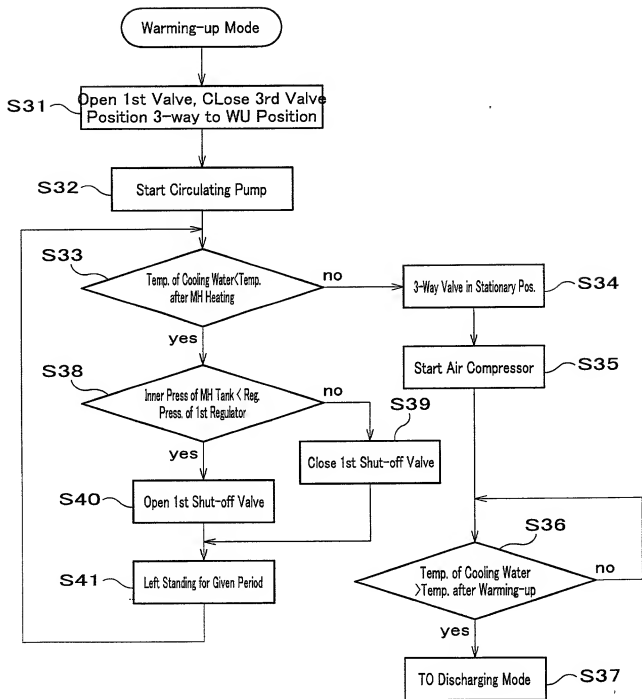 Warming-up Mode
S31
Open 1st Valve, CLose 3rd Valve
Position 3-way to WU Position
S32
Start Circulating Pump
S33
Temp. of Cooling Water<Temp.
after MH Heating
no
yes
3-Way Valve in Stationary Pos.
S34
Start Air Compressor
S35
S38
Inner Press of MH Tank < Reg.
Press. of 1st Regulator
no
yes
S39
Close 1st Shut-off Valve
S40
Open 1st Shut-off Valve
S41
Left Standing for Given Period
S36
Temp. of Cooling Water
>Temp. after Warming-up
no
yes
TO Discharging Mode
S37